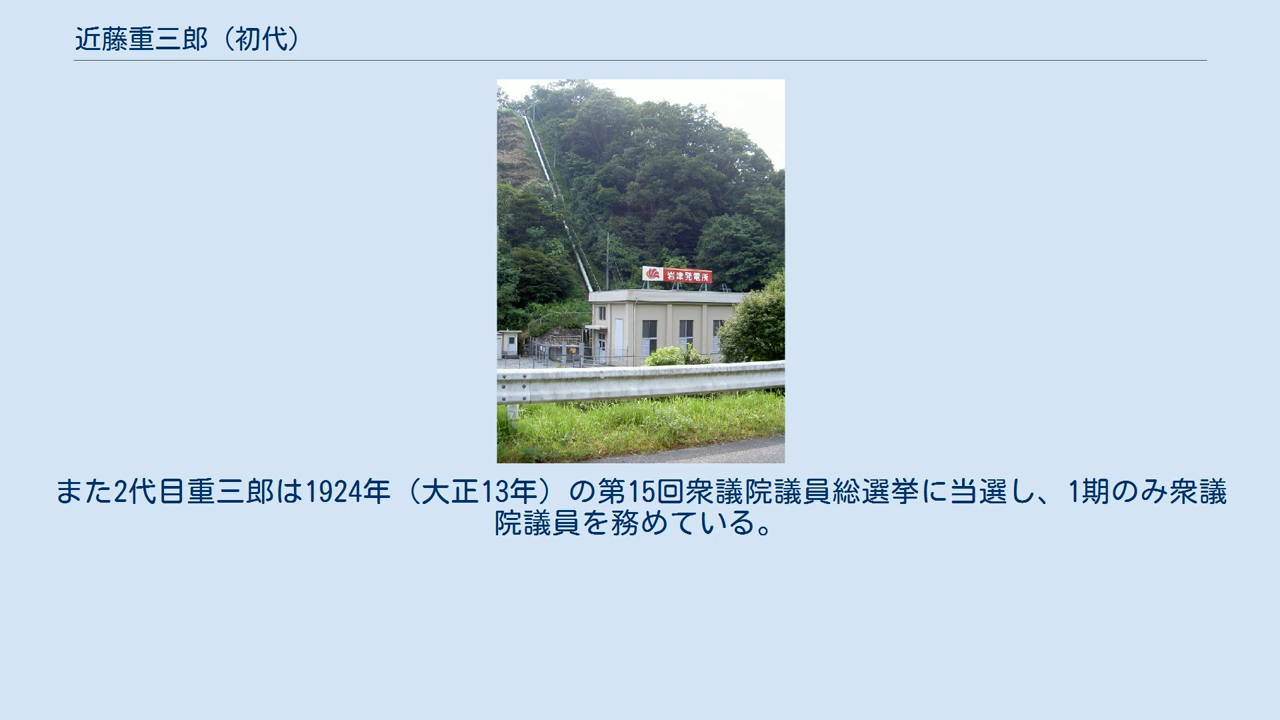 近藤重三郎（初代）
岩津発電所
また2代目重三郎は1924年（大正13年）の第15回衆議院議員総選挙に当選し、1期のみ衆議
院議員を務めている。